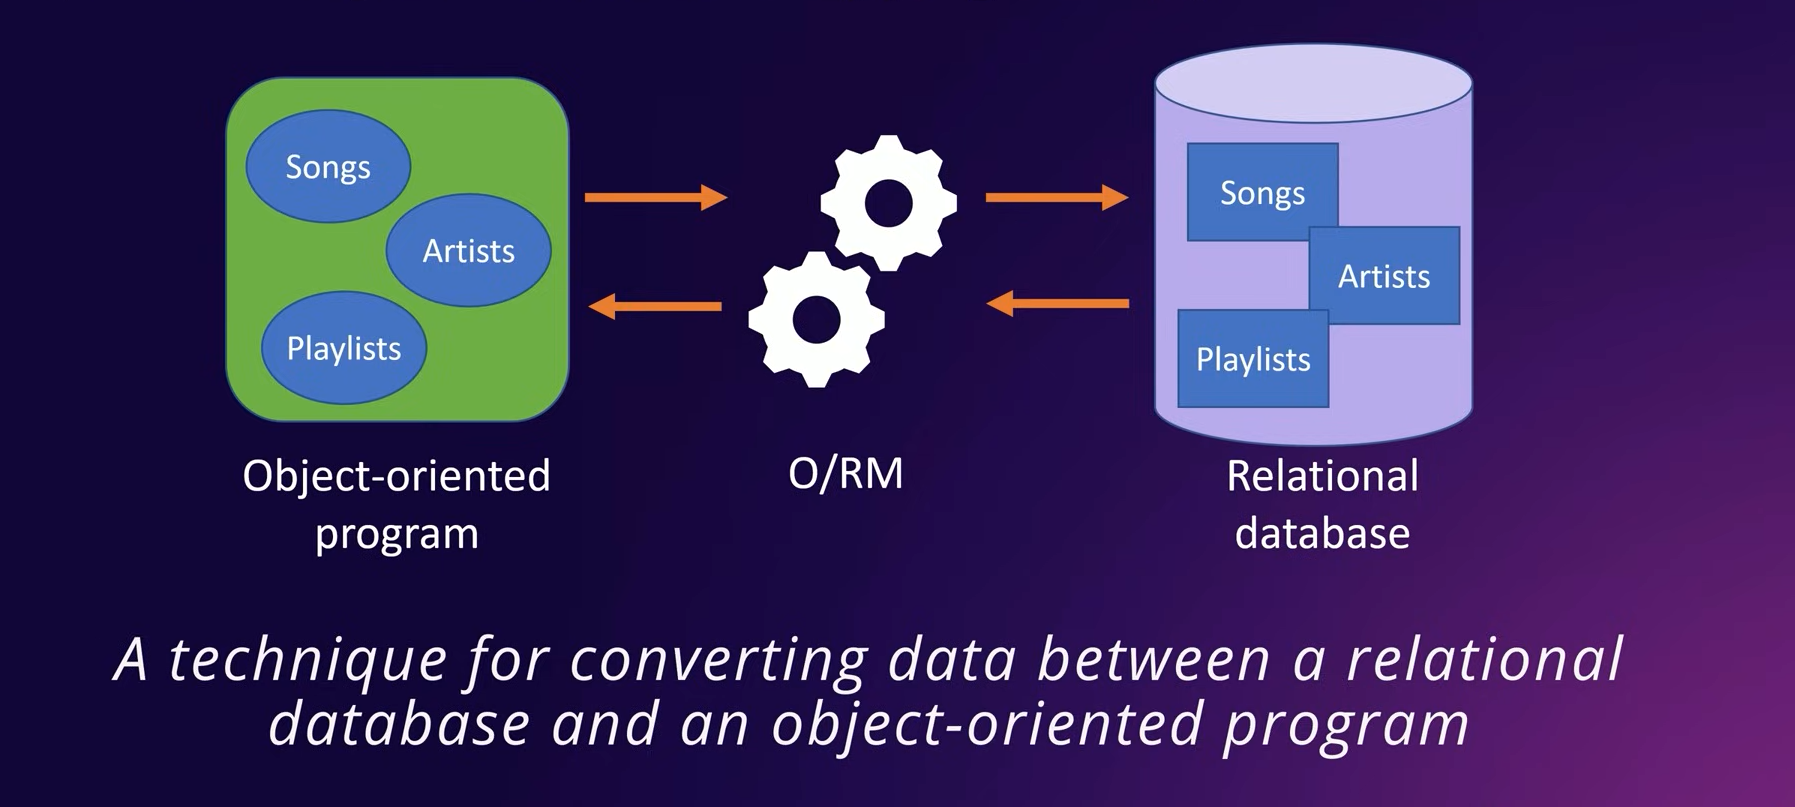 Songs
Artists
Playlists
Object-oriented
program
O/RM
Songs
Artists
Playlists
Relational
database
A technique for converting data between a relational
database and an object-oriented program